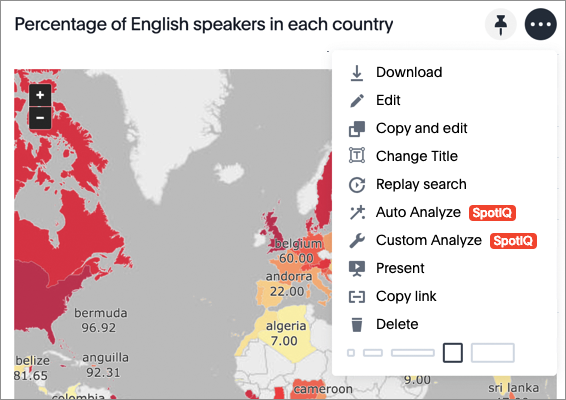 Percentage of English speakers in each country
+
−
Download
Edit
Copy and edit
Change Title
Replay search
Auto Analyze SpotIQ
Custom Analyze SpotIQ
Present
Copy link
Delete
belgium
60.00
andorra
22.00
bermuda
96.92
algeria
7.00
belize
81.65
anguilla
92.31
cameroon
9.00
sri lanka
colombia